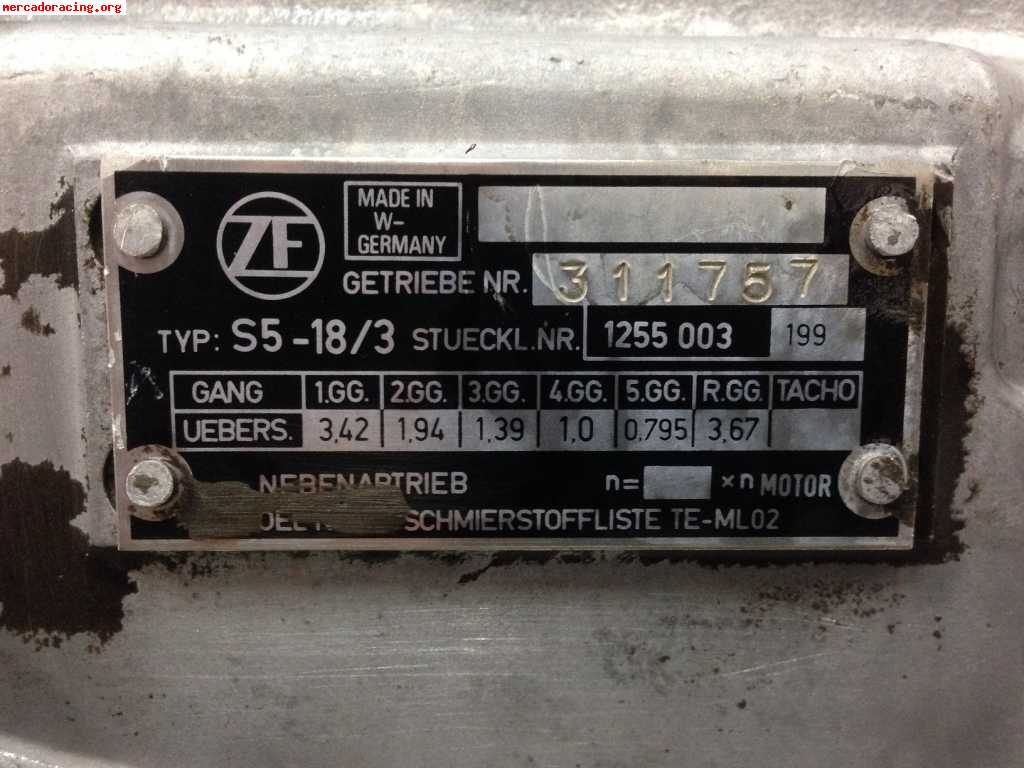 mercadoracing.org
ZF
MADE IN
W-
GERMANY
GETRIEBE NR. 311757
TYP: S5-18/3 STUECKL.NR. 1255 003 199
GANG 1.GG. 2.GG. 3.GG. 4.GG. 5.GG. R.GG. TACHO
UEBERS. 3,42 1,94 1,39 1,0 0,795 3,67
NEBENABTRIEB n= ×n MOTOR
SCHMIERSTOFFLISTE TE-ML02